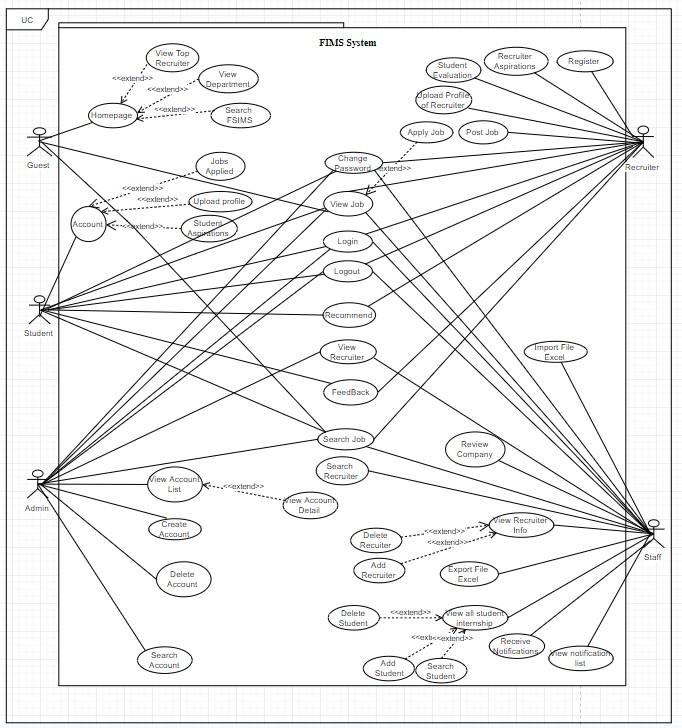 UC
FIMS System
View Top
Recruiter
<<extend>>
View
Department
<<extend>>
Homepage
<<extend>>
Search
FSIMS
Guest
Student
Evaluation
Recruiter
Aspirations
Register
Upload Profile
of Recruiter
Apply Job
Post Job
Recruiter
Change
Password
extend>>
Jobs
Applied
<<extend>>
<<extend>>
Upload profile
Account
<<extend>>
Student
Aspirations
View Job
Login
Logout
Student
Recommend
View
Recruiter
Import File
Excel
FeedBack
Search Job
Review
Company
Search
Recruiter
Admin
View Account
List
<<extend>>
View Account
Detail
Create
Account
Delete
Account
Search
Account
Delete
Recuiter
<<extend>>
<<extend>>
View Recruiter
Info
Add
Recruiter
Export File
Excel
Staff
Delete
Student
<<extend>>
View all student
internship
<<exte
<<extend>>
Add
Student
Search
Student
Receive
Notifications
View notification
list